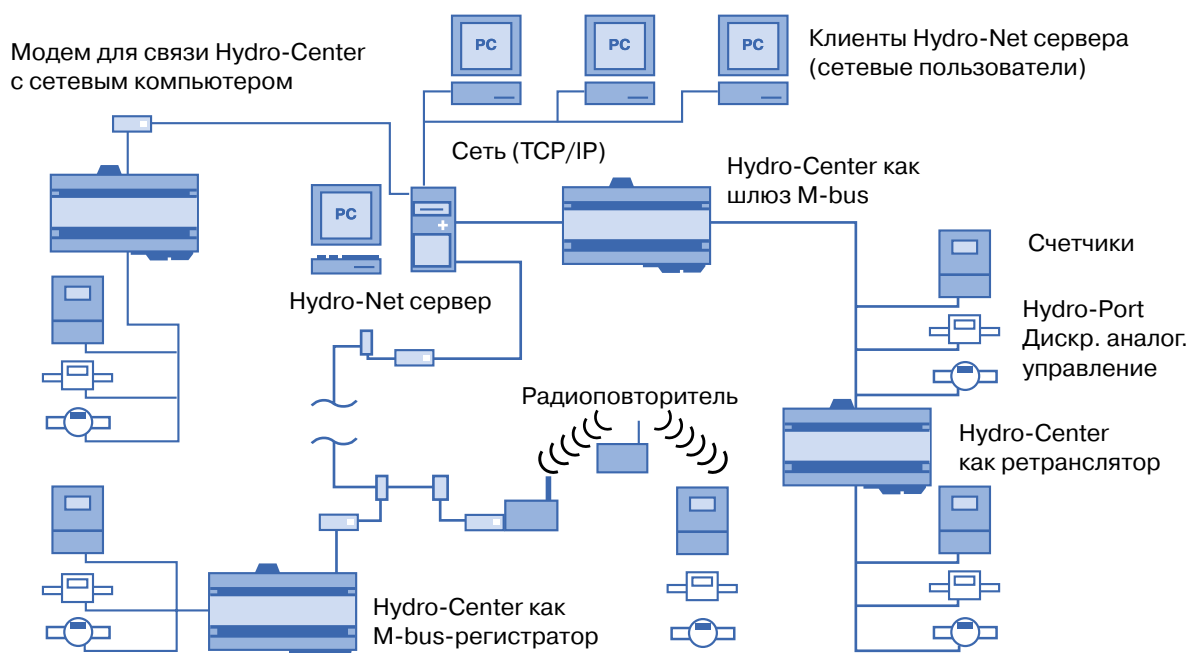 Модем для связи Hydro-Center
с сетевым компьютером
PC
PC
PC
Клиенты Hydro-Net сервера
(сетевые пользователи)
Сеть (TCP/IP)
Hydro-Center как
шлюз M-bus
PC
Hydro-Net сервер
Счетчики
Hydro-Port
Дискр. аналог.
управление
Радиоповторитель
Hydro-Center
как ретранслятор
Hydro-Center как
M-bus-регистратор